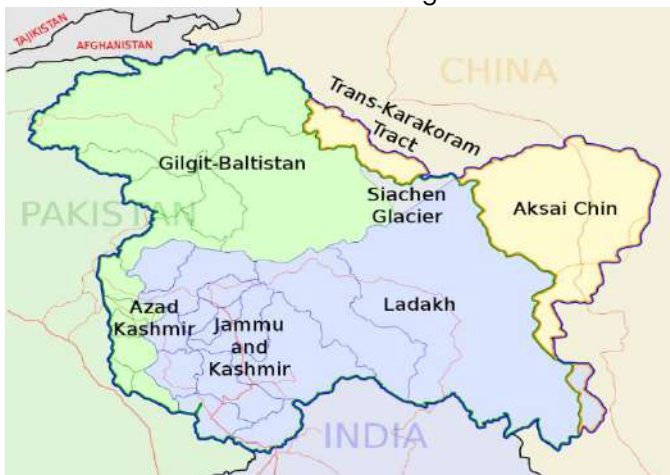 TAJIKISTAN
AFGHANISTAN
CHINA
Trans-Karakoram
Tract
Gilgit-Baltistan
Siachen
Glacier
Aksai Chin
PAKISTAN
Azad
Kashmir
Jammu
and
Kashmir
Ladakh
INDIA